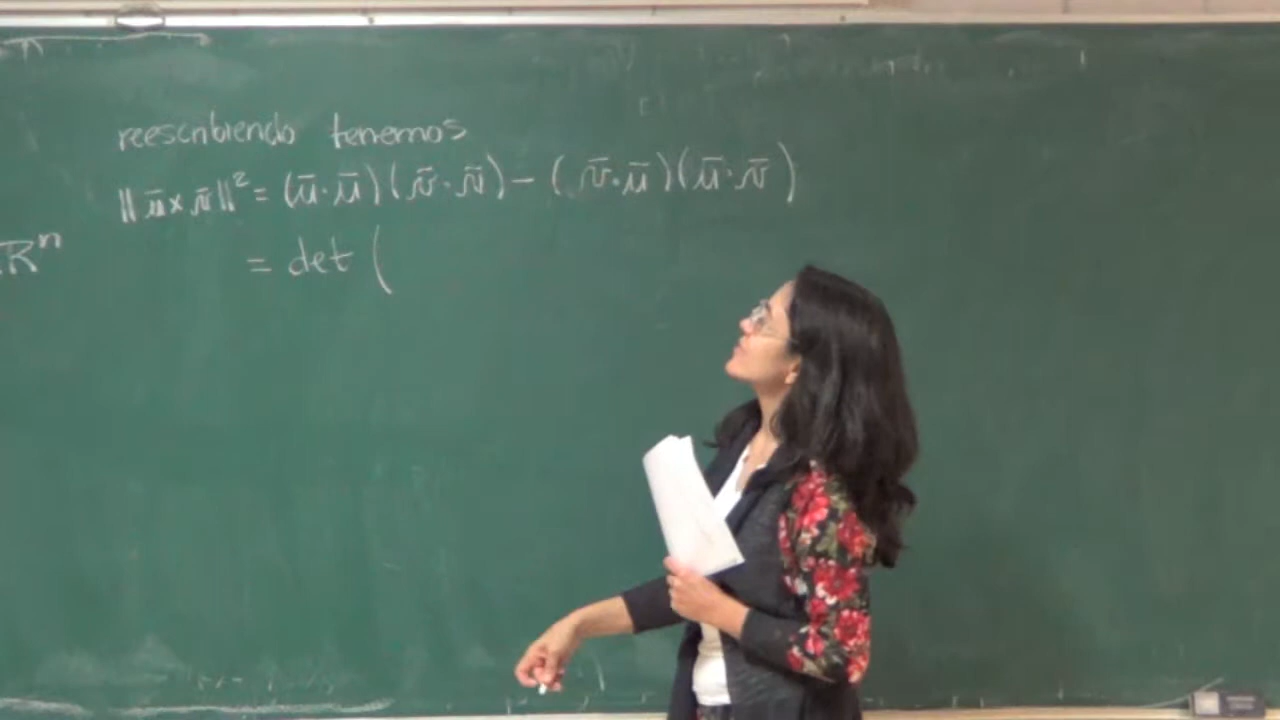 reescribiendo tenemos
‖ū×v̄‖² = (ū·ū)(v̄·v̄) − (v̄·ū)(ū·v̄)
ℝⁿ
= det (